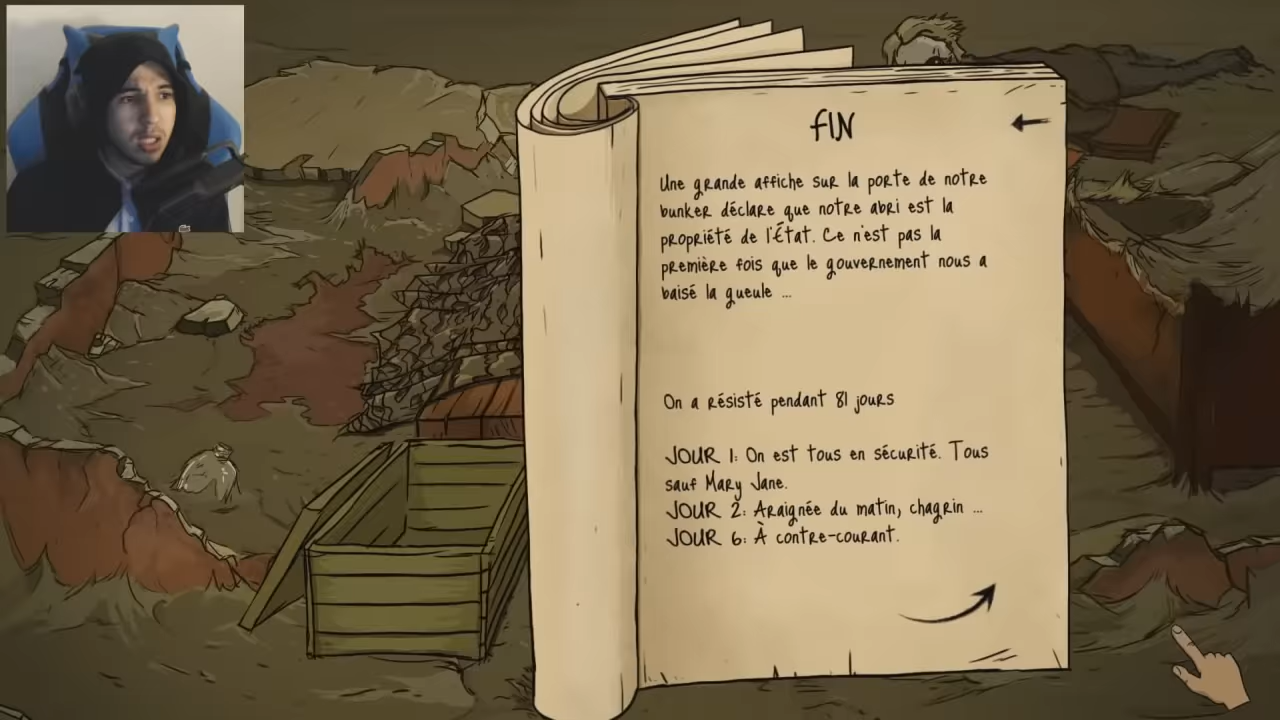 FIN
Une grande affiche sur la porte de notre
bunker déclare que notre abri est la
propriété de l'État. Ce n'est pas la
première fois que le gouvernement nous a
baisé la gueule ...
On a résisté pendant 81 jours
JOUR 1: On est tous en sécurité. Tous
sauf Mary Jane.
JOUR 2: Araignée du matin, chagrin ...
JOUR 6: À contre-courant.